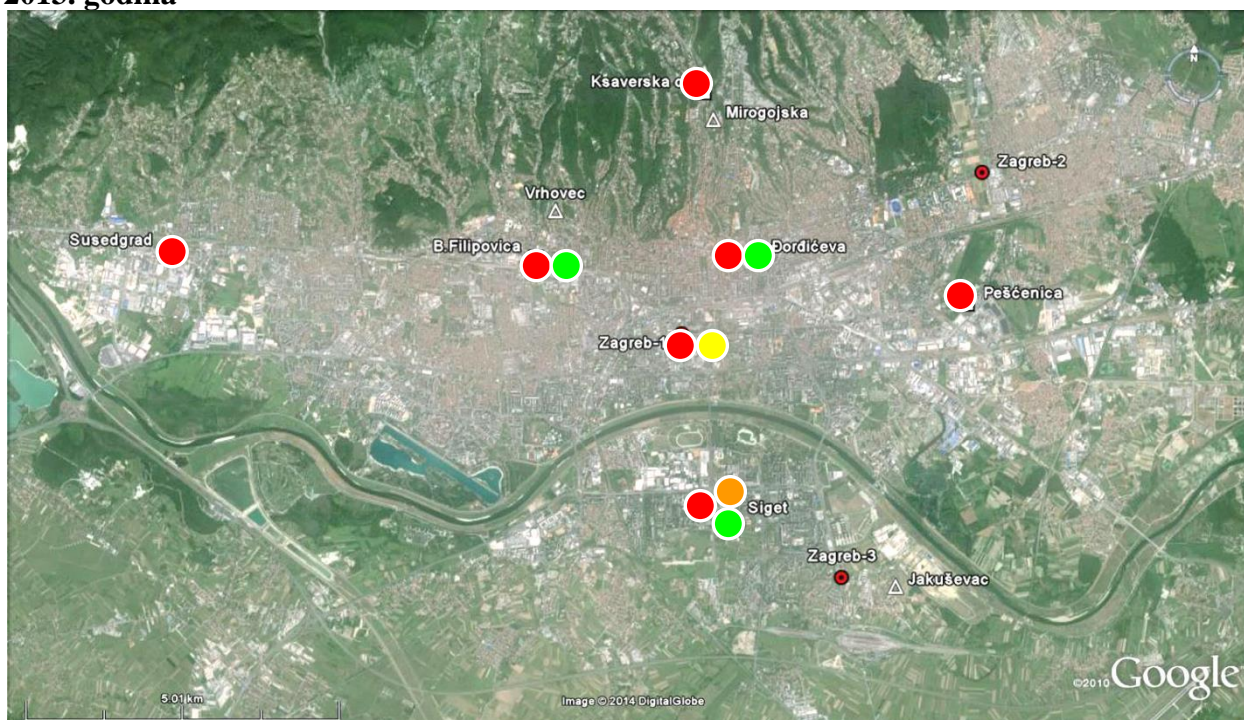 2013. godina
Ksaverska c
Mirogojska
N
Zagreb-2
Vrhovec
Susedgrad
B.Filipovica
Đorđićeva
Pešćenica
Zagreb-1
Siget
Zagreb-3
Jakuševac
5.01 km
Image © 2014 DigitalGlobe
©2010 Google